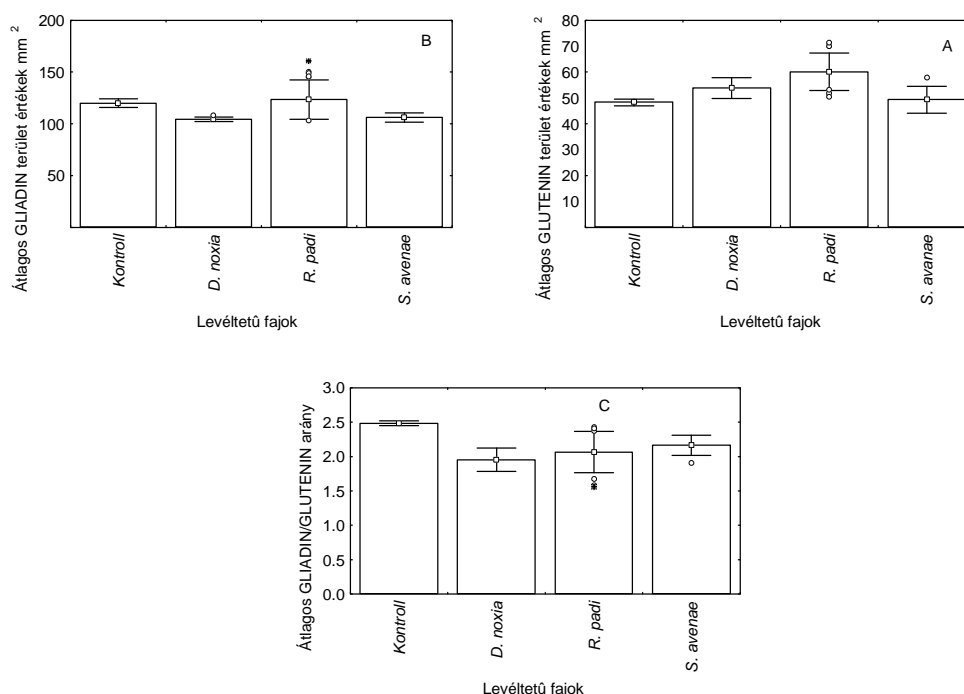 Átlagos GLIADIN terület értékek mm 2
200
150
100
50
B
*
Kontroll
D. noxia
R. padi
S. avenae
Levéltetû fajok
Átlagos GLUTENIN terület értékek mm 2
80
70
60
50
40
30
20
10
A
Kontroll
D. noxia
R. padi
S. avanae
Levéltetû fajok
Átlagos GLIADIN/GLUTENIN arány
3.0
2.5
2.0
1.5
1.0
0.5
0.0
C
*
Kontroll
D. noxia
R. padi
S. avenae
Levéltetû fajok